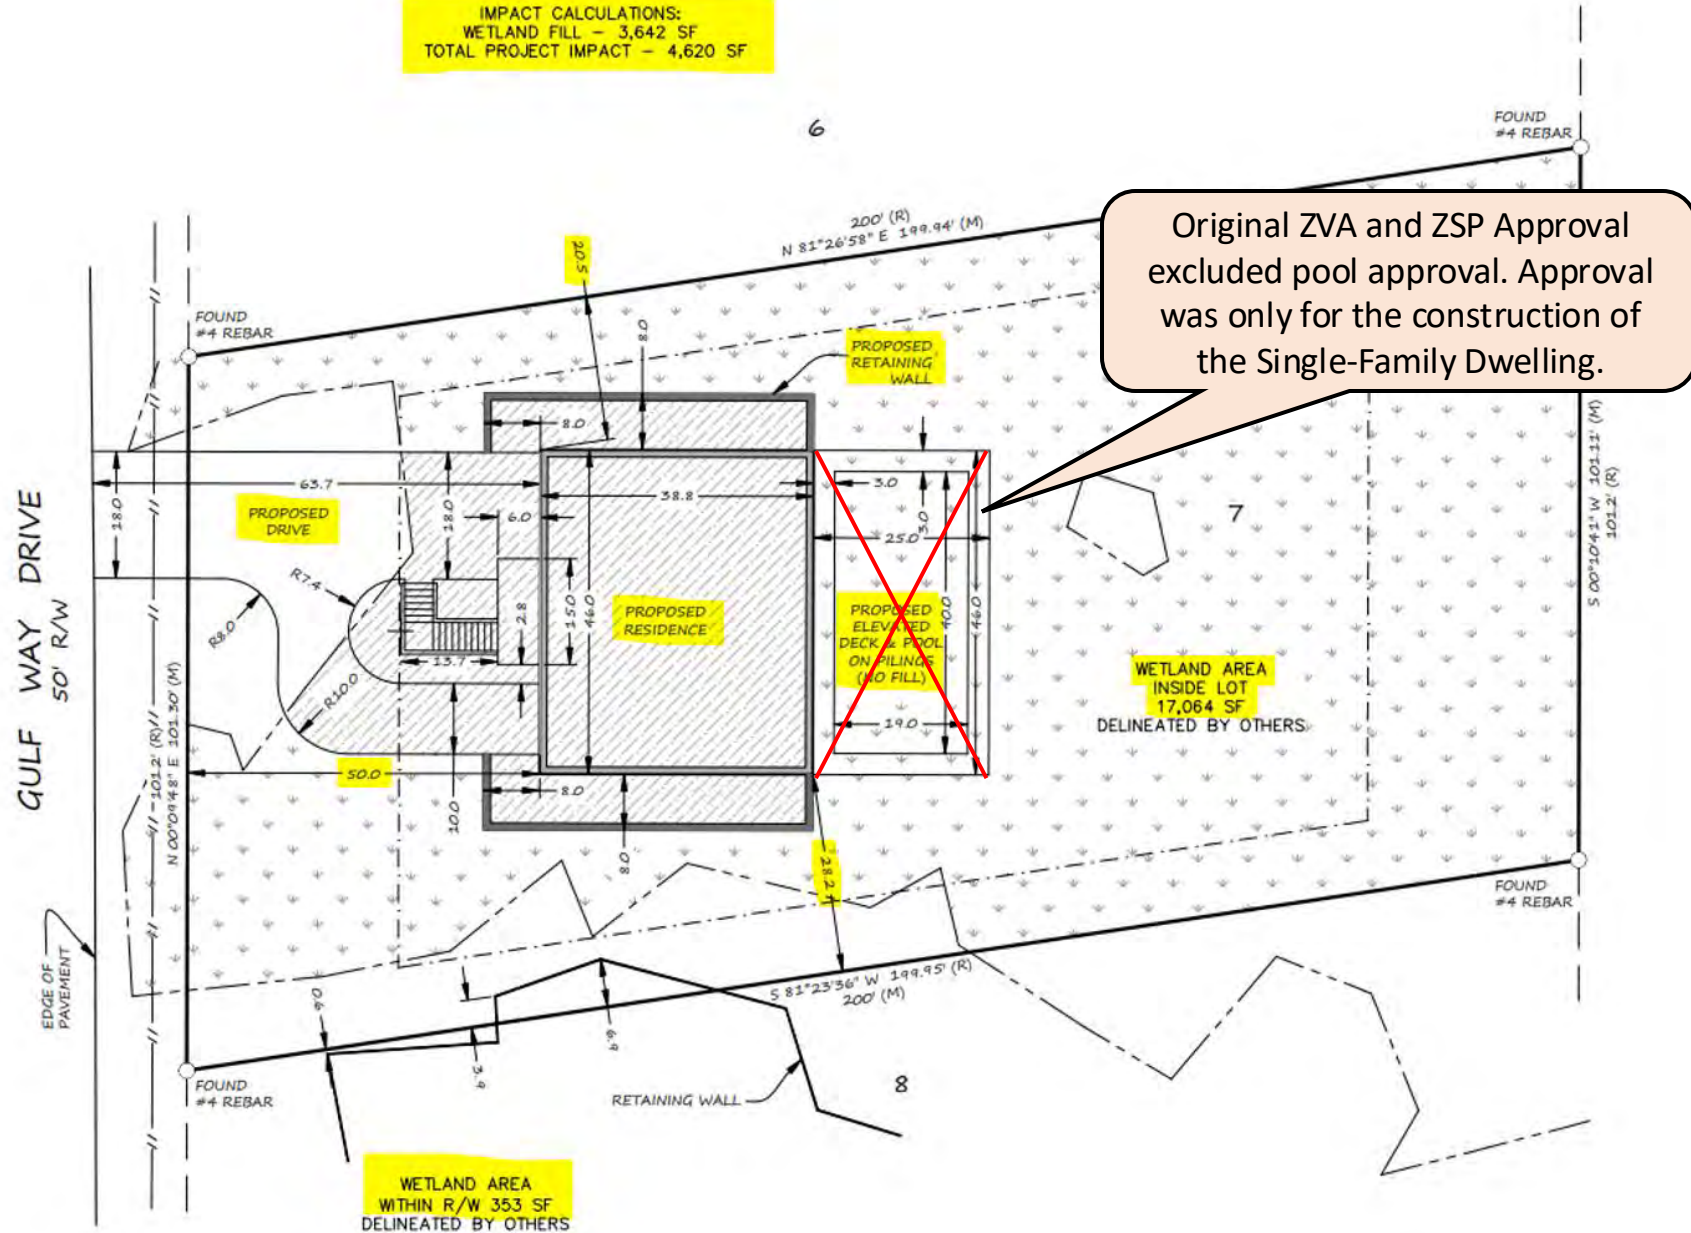 IMPACT CALCULATIONS:
WETLAND FILL – 3,642 SF
TOTAL PROJECT IMPACT – 4,620 SF
6
FOUND
#4 REBAR
200' (R)
N 81°26'58" E 199.94' (M)
Original ZVA and ZSP Approval
excluded pool approval. Approval
was only for the construction of
the Single-Family Dwelling.
20.5
FOUND
#4 REBAR
8.0
PROPOSED
RETAINING
WALL
8.0
63.7
38.8
3.0
18.0
PROPOSED
DRIVE
18.0
6.0
3.0
25.0
7
S 00°10'41" W 101.11' (M)
101.2' (R)
GULF WAY DRIVE
50' R/W
R7.4
R8.0
2.8
15.0
46.0
PROPOSED
RESIDENCE
PROPOSED
ELEVATED
DECK & POOL
ON PILINGS
(NO FILL)
40.0
46.0
13.7
R10.0
WETLAND AREA
INSIDE LOT
17,064 SF
DELINEATED BY OTHERS
19.0
101.2' (R)
N 00°09'48" E 101.30' (M)
50.0
8.0
10.0
8.0
28.2
FOUND
#4 REBAR
EDGE OF
PAVEMENT
S 81°23'36" W 199.95' (R)
200' (M)
0.6
6.9
3.9
FOUND
#4 REBAR
RETAINING WALL
8
WETLAND AREA
WITHIN R/W 353 SF
DELINEATED BY OTHERS